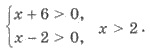 {x + 6 > 0,
x − 2 > 0, x > 2.